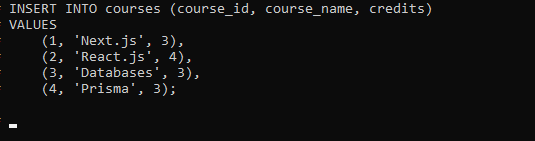 INSERT INTO courses (course_id, course_name, credits)
VALUES
    (1, 'Next.js', 3),
    (2, 'React.js', 4),
    (3, 'Databases', 3),
    (4, 'Prisma', 3);